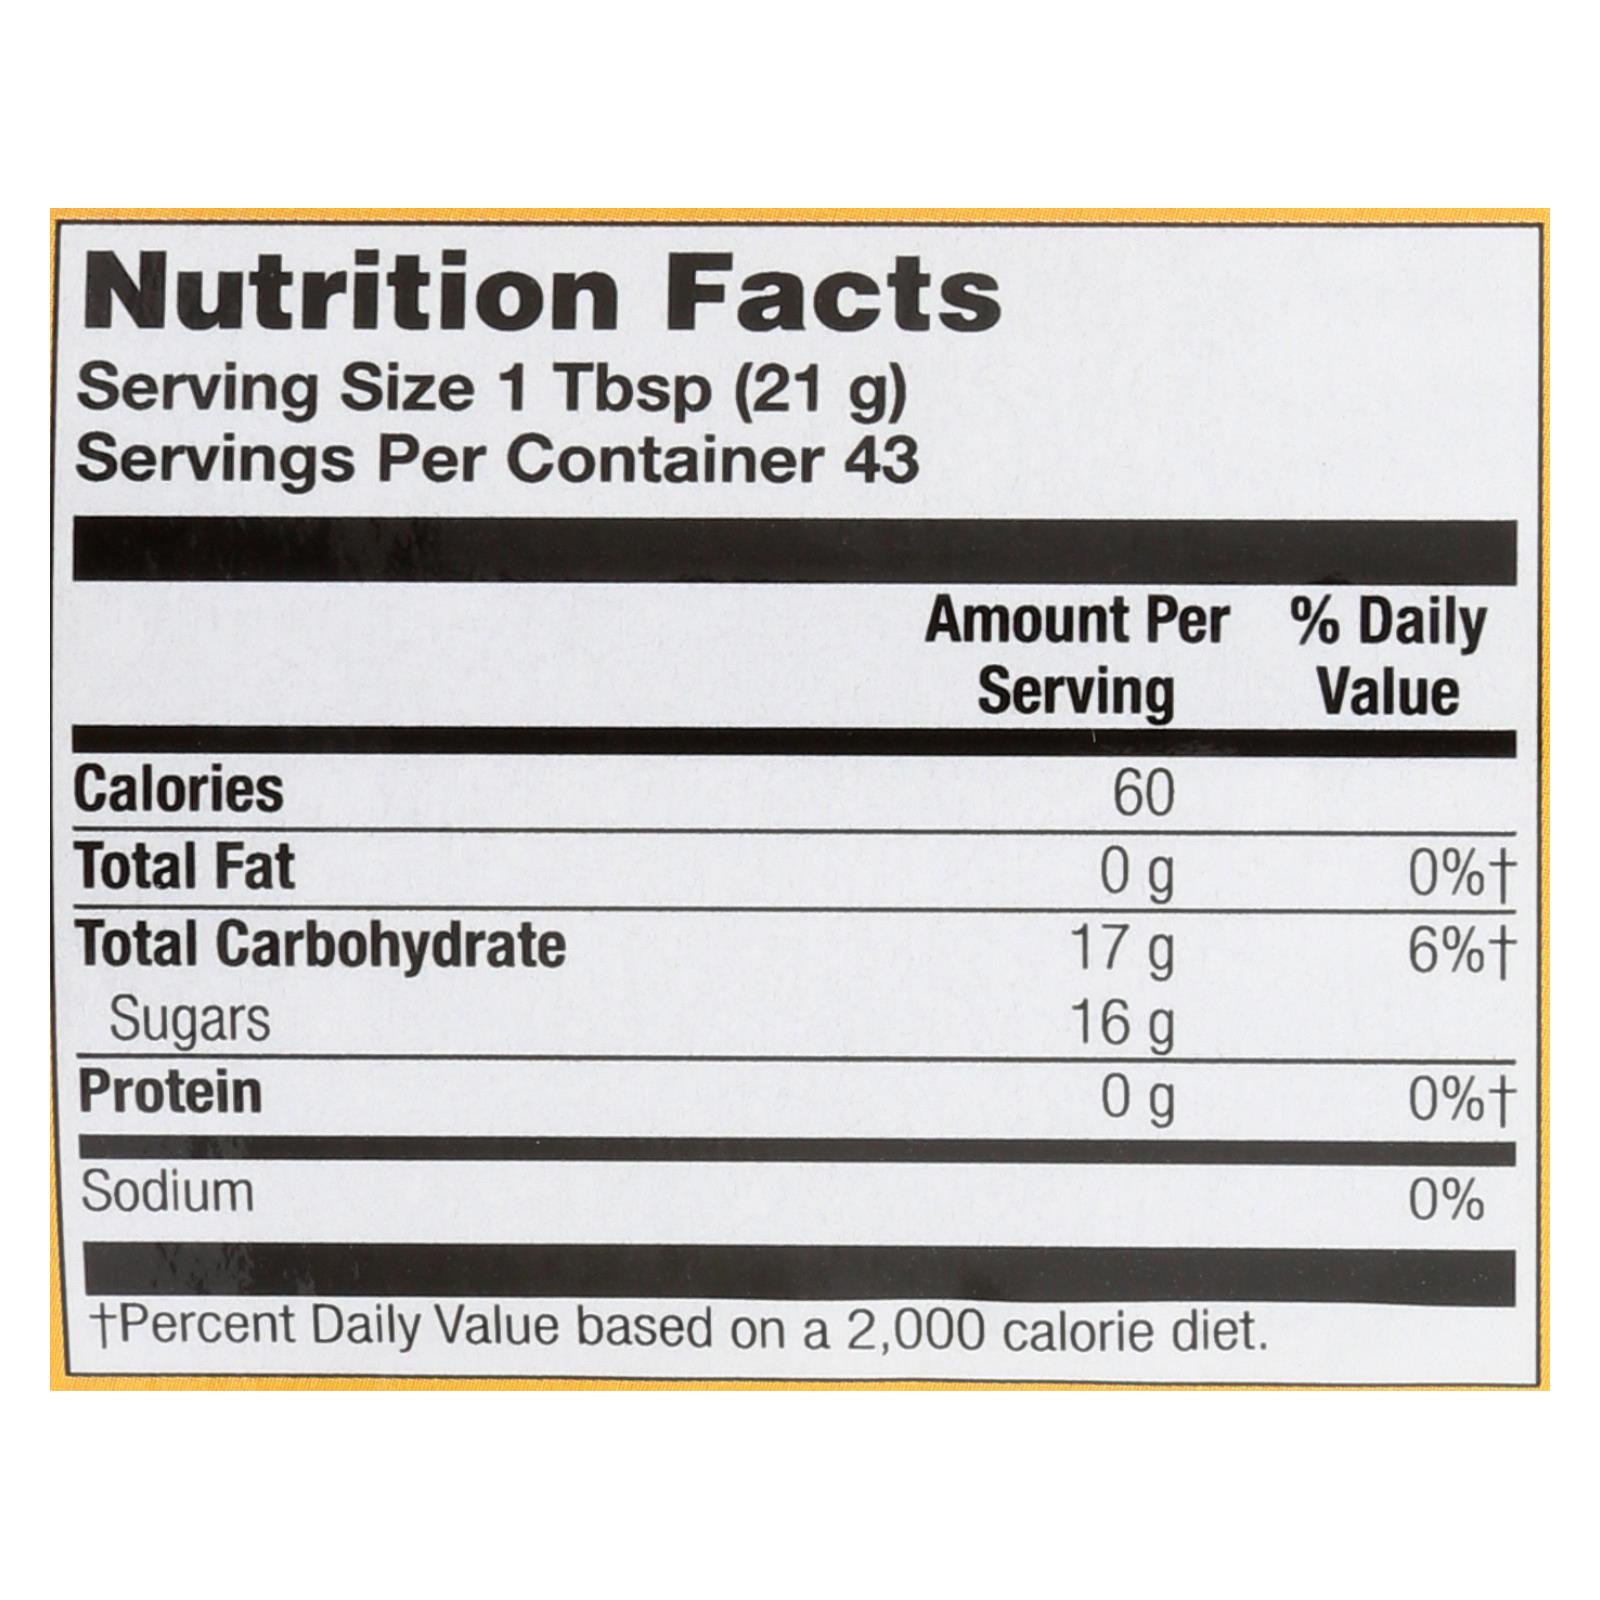 Nutrition Facts
Serving Size 1 Tbsp (21 g)
Servings Per Container 43
Amount Per Serving % Daily Value
Calories 60
Total Fat 0 g 0%†
Total Carbohydrate 17 g 6%†
Sugars 16 g
Protein 0 g 0%†
Sodium 0%
†Percent Daily Value based on a 2,000 calorie diet.